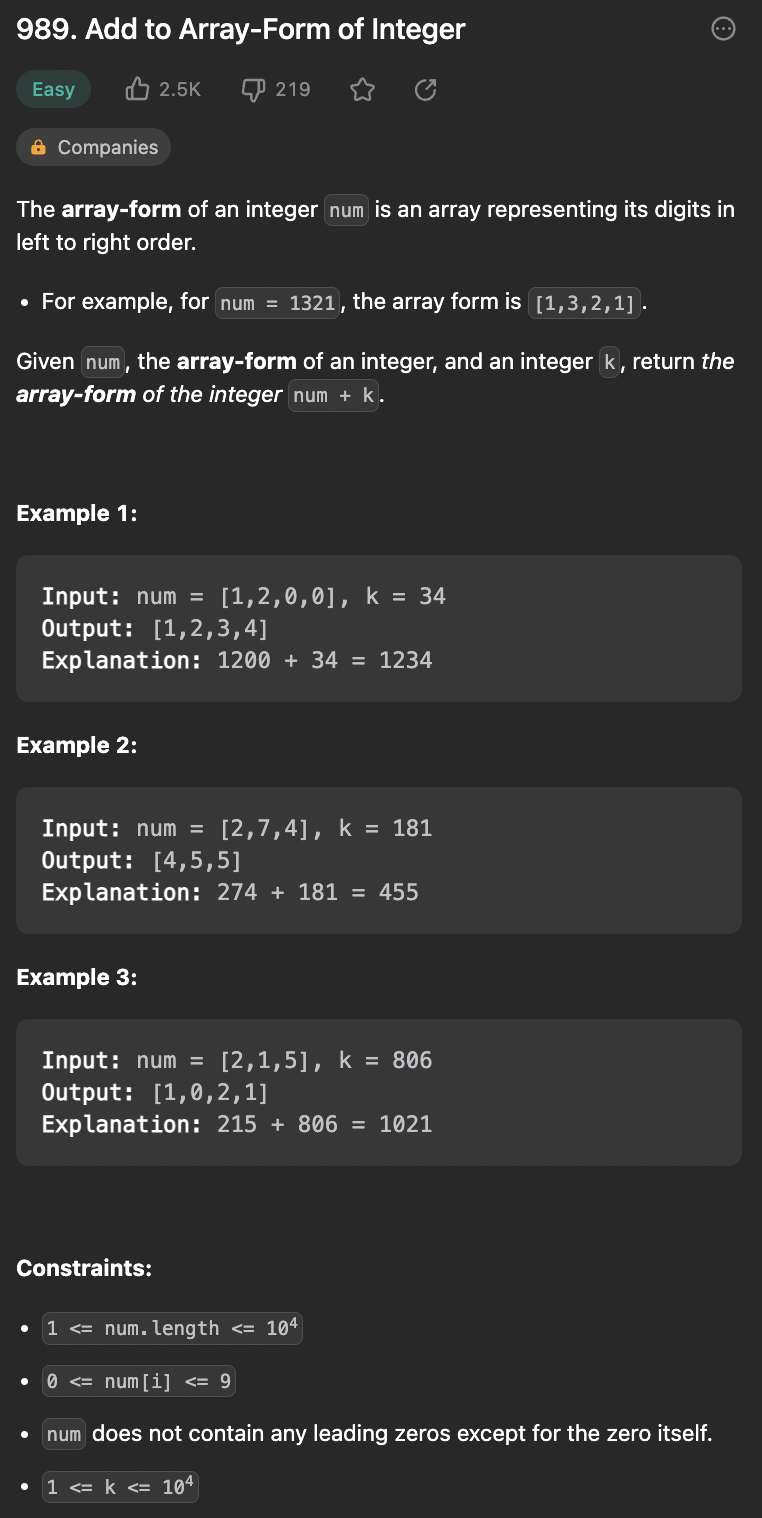 989. Add to Array-Form of Integer
Easy 2.5K 219
Companies
The array-form of an integer num is an array representing its digits in
left to right order.
• For example, for num = 1321, the array form is [1,3,2,1].
Given num, the array-form of an integer, and an integer k, return the
array-form of the integer num + k.
Example 1:
Input: num = [1,2,0,0], k = 34
Output: [1,2,3,4]
Explanation: 1200 + 34 = 1234
Example 2:
Input: num = [2,7,4], k = 181
Output: [4,5,5]
Explanation: 274 + 181 = 455
Example 3:
Input: num = [2,1,5], k = 806
Output: [1,0,2,1]
Explanation: 215 + 806 = 1021
Constraints:
• 1 <= num.length <= 10⁴
• 0 <= num[i] <= 9
• num does not contain any leading zeros except for the zero itself.
• 1 <= k <= 10⁴